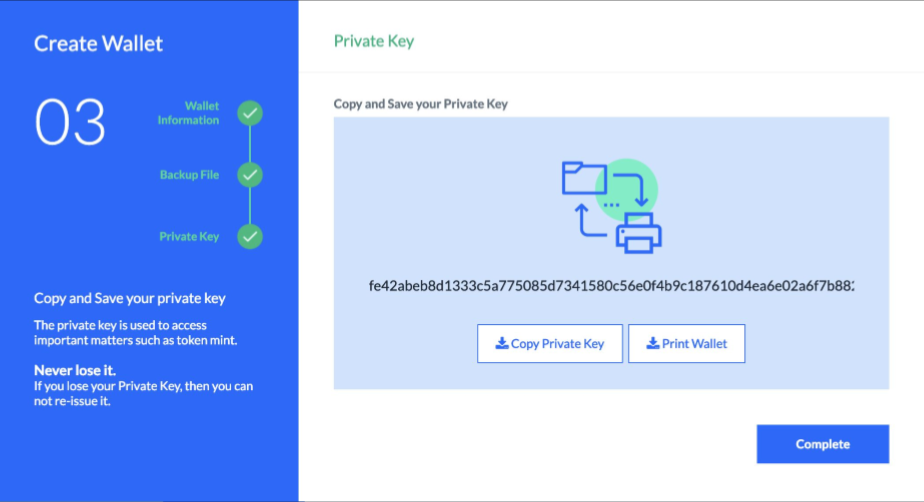 Create Wallet
03
Wallet
Information
Backup File
Private Key
Copy and Save your private key
The private key is used to access
important matters such as token mint.
Never lose it.
If you lose your Private Key, then you can
not re-issue it.
Private Key
Copy and Save your Private Key
fe42abeb8d1333c5a775085d7341580c56e0f4b9c187610d4ea6e02a6f7b882
Copy Private Key
Print Wallet
Complete